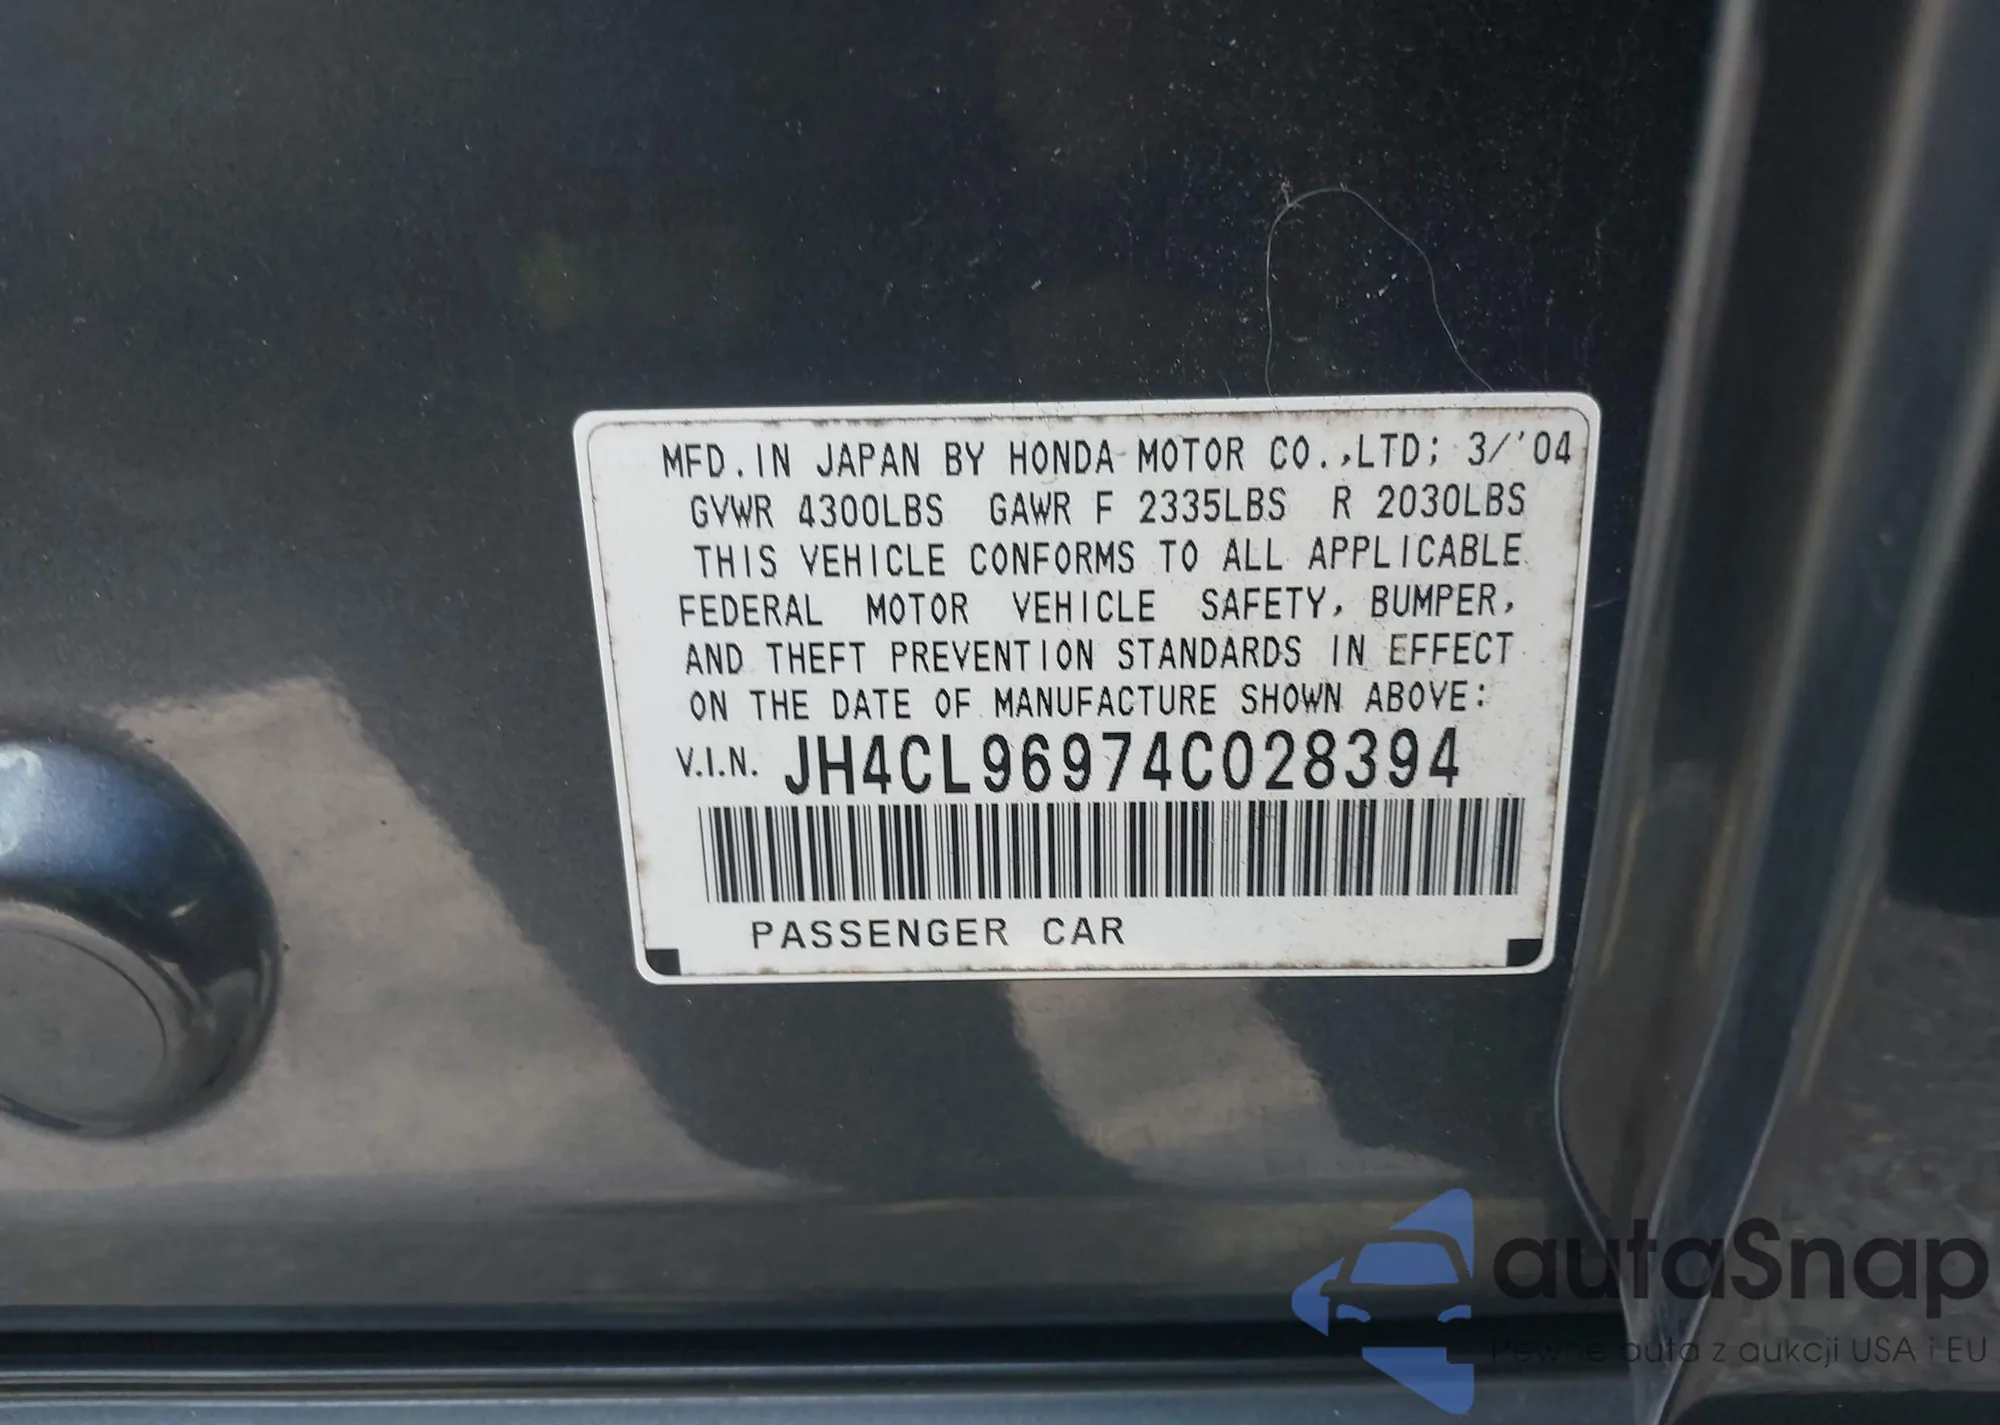 MFD. IN JAPAN BY HONDA MOTOR CO.,LTD; 3/'04
GVWR 4300LBS GAWR F 2335LBS R 2030LBS
THIS VEHICLE CONFORMS TO ALL APPLICABLE
FEDERAL MOTOR VEHICLE SAFETY, BUMPER,
AND THEFT PREVENTION STANDARDS IN EFFECT
ON THE DATE OF MANUFACTURE SHOWN ABOVE:
V.I.N. JH4CL96974C028394
PASSENGER CAR
autaSnap
Pewne auta z aukcji USA i EU